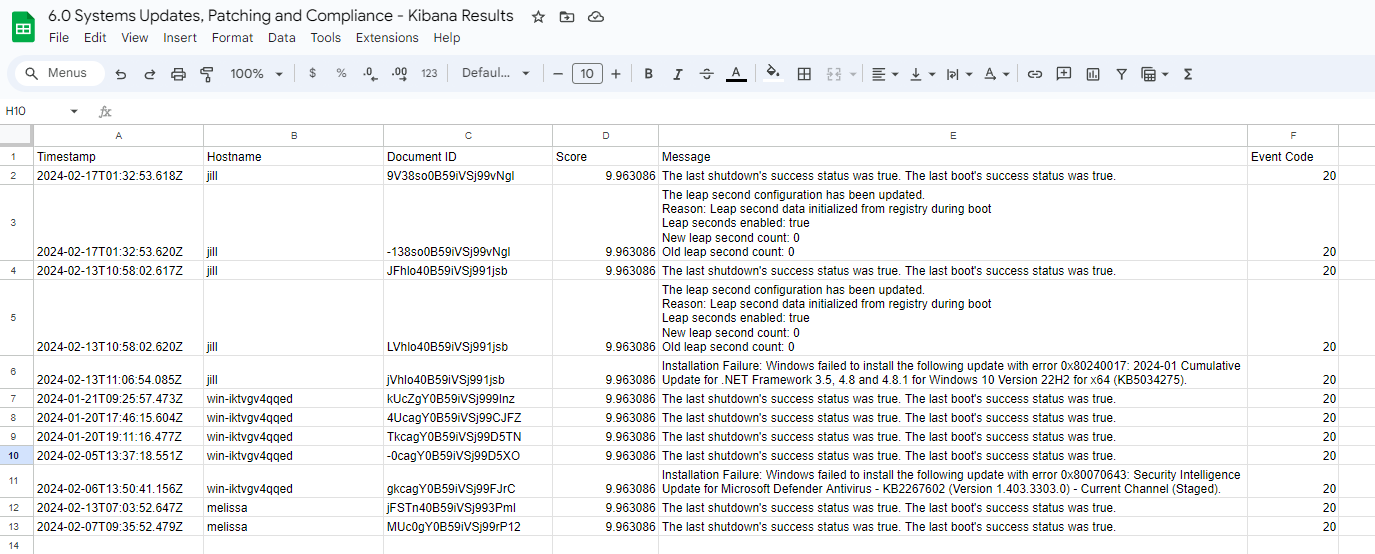 6.0 Systems Updates, Patching and Compliance - Kibana Results
File Edit View Insert Format Data Tools Extensions Help
Menus 100% $ % .0 .00 123 Defaul... 10 B I A
H10 fx
A B C D E F
1 Timestamp Hostname Document ID Score Message Event Code
2 2024-02-17T01:32:53.618Z jill 9V38so0B59iVSj99vNgl 9.963086 The last shutdown's success status was true. The last boot's success status was true. 20
The leap second configuration has been updated.
Reason: Leap second data initialized from registry during boot
3 Leap seconds enabled: true
New leap second count: 0
2024-02-17T01:32:53.620Z jill -138so0B59iVSj99vNgl 9.963086 Old leap second count: 0 20
4 2024-02-13T10:58:02.617Z jill JFhlo40B59iVSj991jsb 9.963086 The last shutdown's success status was true. The last boot's success status was true. 20
The leap second configuration has been updated.
Reason: Leap second data initialized from registry during boot
5 Leap seconds enabled: true
New leap second count: 0
2024-02-13T10:58:02.620Z jill LVhlo40B59iVSj991jsb 9.963086 Old leap second count: 0 20
6 Installation Failure: Windows failed to install the following update with error 0x80240017: 2024-01 Cumulative
2024-02-13T11:06:54.085Z jill jVhlo40B59iVSj991jsb 9.963086 Update for .NET Framework 3.5, 4.8 and 4.8.1 for Windows 10 Version 22H2 for x64 (KB5034275). 20
7 2024-01-21T09:25:57.473Z win-iktvgv4qqed kUcZgY0B59iVSj999Inz 9.963086 The last shutdown's success status was true. The last boot's success status was true. 20
8 2024-01-20T17:46:15.604Z win-iktvgv4qqed 4UcagY0B59iVSj99CJFZ 9.963086 The last shutdown's success status was true. The last boot's success status was true. 20
9 2024-01-20T19:11:16.477Z win-iktvgv4qqed TkcagY0B59iVSj99D5TN 9.963086 The last shutdown's success status was true. The last boot's success status was true. 20
10 2024-02-05T13:37:18.551Z win-iktvgv4qqed -0cagY0B59iVSj99D5XO 9.963086 The last shutdown's success status was true. The last boot's success status was true. 20
11 Installation Failure: Windows failed to install the following update with error 0x80070643: Security Intelligence
2024-02-06T13:50:41.156Z win-iktvgv4qqed gkcagY0B59iVSj99FJrC 9.963086 Update for Microsoft Defender Antivirus - KB2267602 (Version 1.403.3303.0) - Current Channel (Staged). 20
12 2024-02-13T07:03:52.647Z melissa jFSTn40B59iVSj993PmI 9.963086 The last shutdown's success status was true. The last boot's success status was true. 20
13 2024-02-07T09:35:52.479Z melissa MUc0gY0B59iVSj99rP12 9.963086 The last shutdown's success status was true. The last boot's success status was true. 20
14